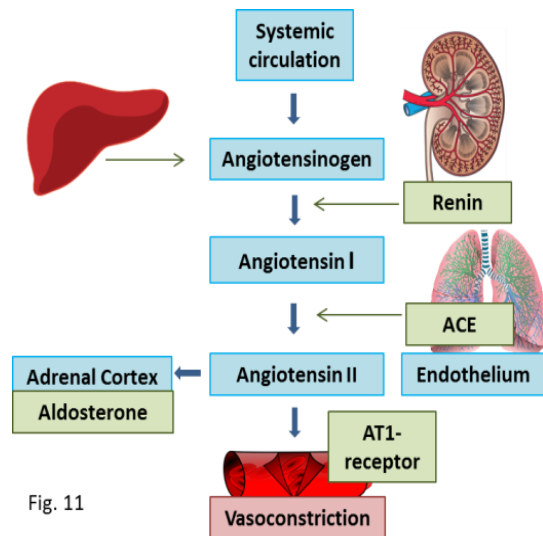 Systemic
circulation
Angiotensinogen
Renin
Angiotensin I
ACE
Adrenal Cortex
Aldosterone
Angiotensin II
Endothelium
AT1-
receptor
Fig. 11
Vasoconstriction